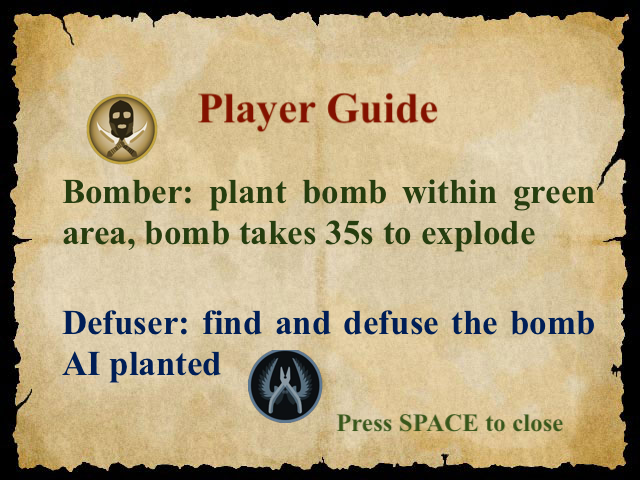 Player Guide
Bomber: plant bomb within green
area, bomb takes 35s to explode
Defuser: find and defuse the bomb
AI planted
Press SPACE to close